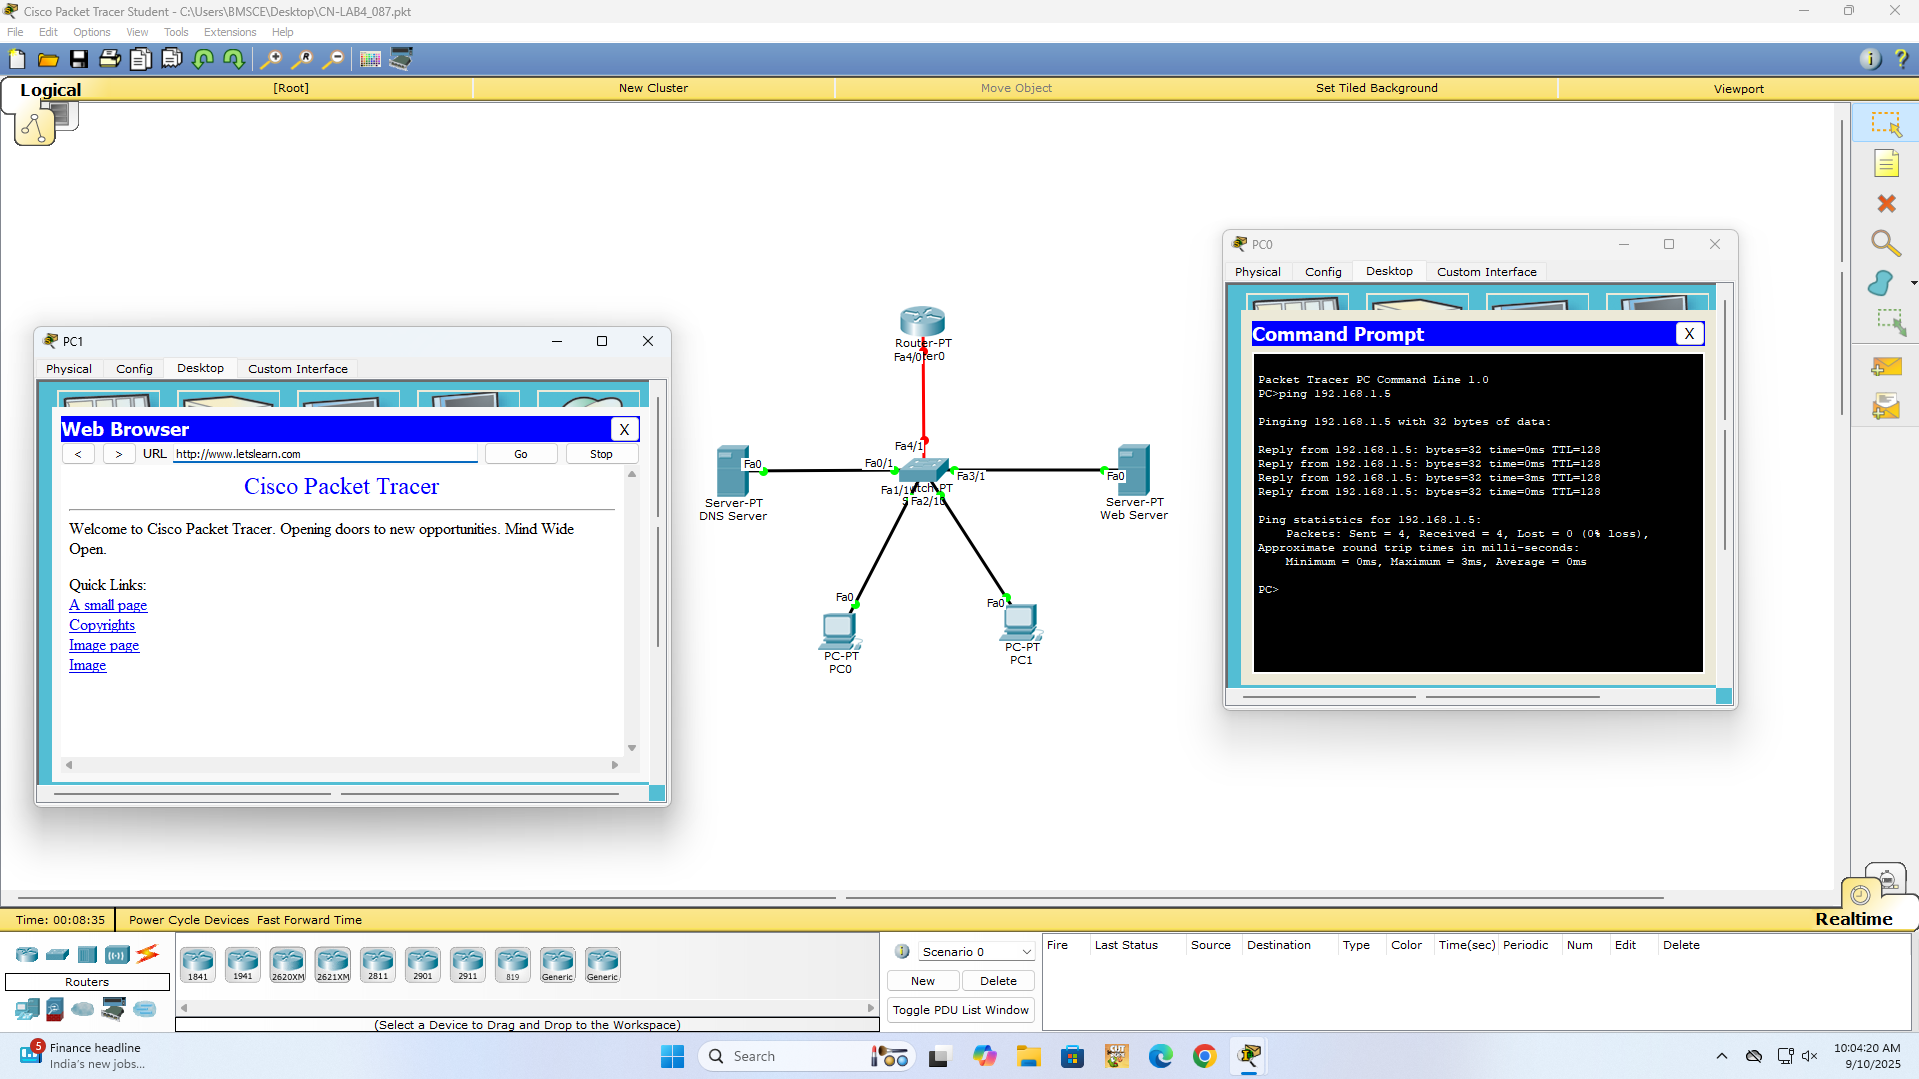 Cisco Packet Tracer Student - C:\Users\BMSCE\Desktop\CN-LAB4_087.pkt
File Edit Options View Tools Extensions Help
Logical [Root] New Cluster Move Object Set Tiled Background Viewport
PC1
Physical Config Desktop Custom Interface
Web Browser X
< > URL http://www.letslearn.com Go Stop
Cisco Packet Tracer
Welcome to Cisco Packet Tracer. Opening doors to new opportunities. Mind Wide
Open.
Quick Links:
A small page
Copyrights
Image page
Image
Router-PT
Fa4/0
Fa4/1
Fa0 Fa0/1
Fa3/1 Fa0
Fa2/10
Server-PT
DNS Server
Server-PT
Web Server
Fa0
PC-PT
PC0
Fa0
PC-PT
PC1
PC0
Physical Config Desktop Custom Interface
Command Prompt X
Packet Tracer PC Command Line 1.0
PC>ping 192.168.1.5
Pinging 192.168.1.5 with 32 bytes of data:
Reply from 192.168.1.5: bytes=32 time=0ms TTL=128
Reply from 192.168.1.5: bytes=32 time=0ms TTL=128
Reply from 192.168.1.5: bytes=32 time=3ms TTL=128
Reply from 192.168.1.5: bytes=32 time=0ms TTL=128
Ping statistics for 192.168.1.5:
Packets: Sent = 4, Received = 4, Lost = 0 (0% loss),
Approximate round trip times in milli-seconds:
Minimum = 0ms, Maximum = 3ms, Average = 0ms
PC>
Time: 00:08:35 Power Cycle Devices Fast Forward Time
Realtime
Routers
1841 1941 2620XM 2621XM 2811 2901 2911 819 Generic Generic
(Select a Device to Drag and Drop to the Workspace)
Scenario 0
New Delete
Toggle PDU List Window
Fire Last Status Source Destination Type Color Time(sec) Periodic Num Edit Delete
5
Finance headline
India's new jobs...
Search
10:04:20 AM
9/10/2025